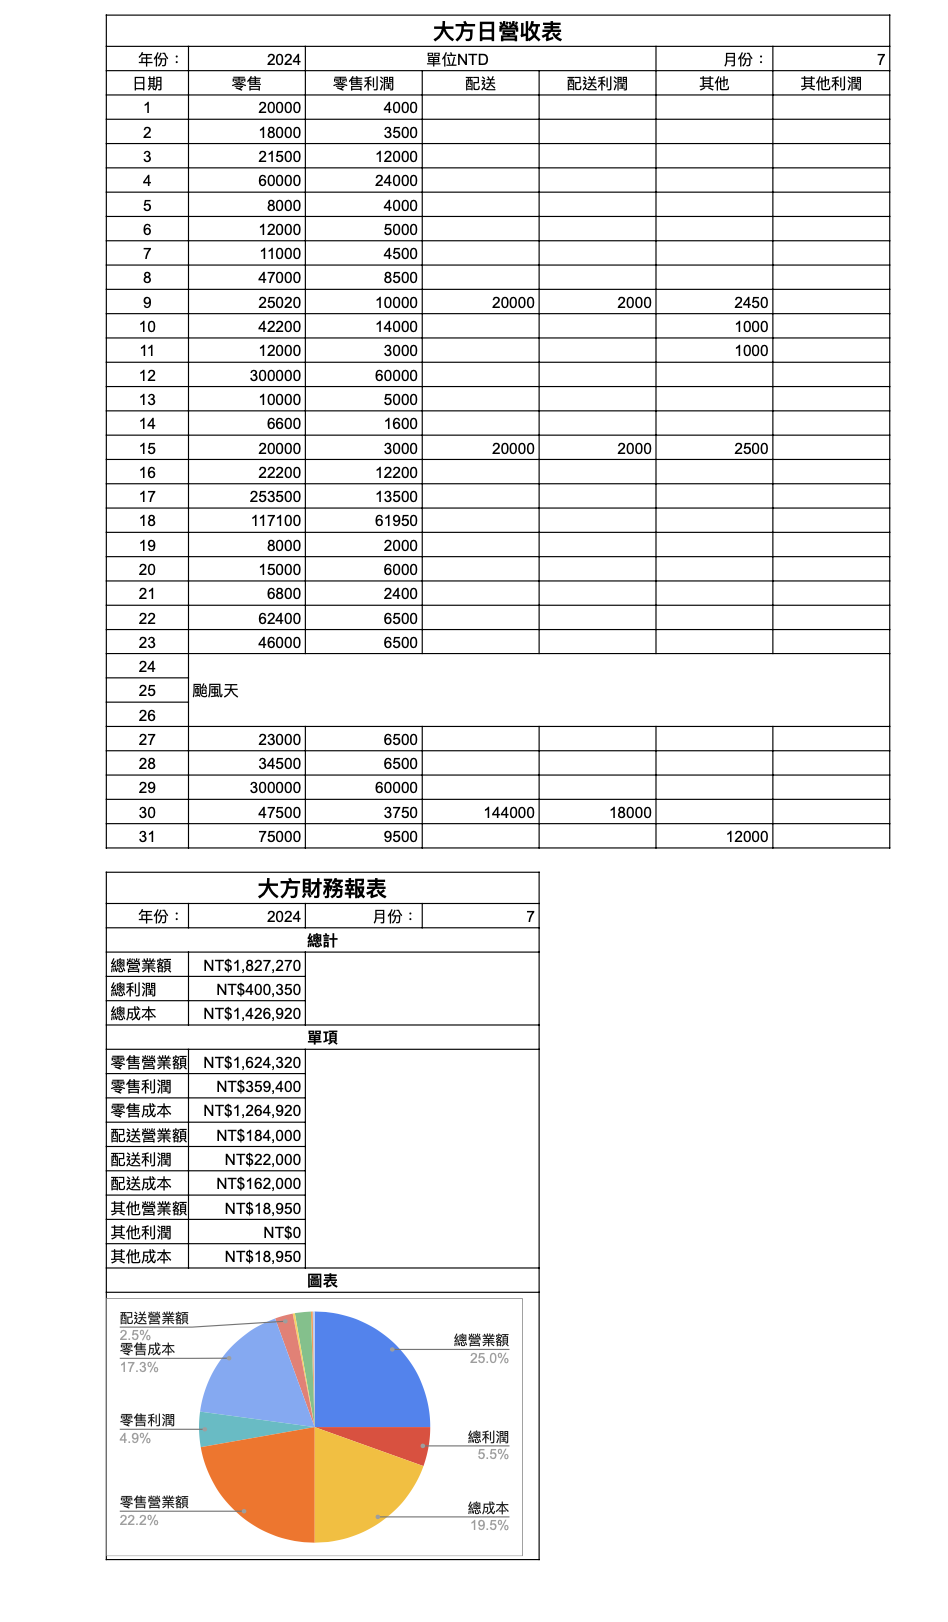 大方日營收表
年份： 2024 單位NTD 月份： 7
日期 零售 零售利潤 配送 配送利潤 其他 其他利潤
1 20000 4000
2 18000 3500
3 21500 12000
4 60000 24000
5 8000 4000
6 12000 5000
7 11000 4500
8 47000 8500
9 25020 10000 20000 2000 2450
10 42200 14000 1000
11 12000 3000 1000
12 300000 60000
13 10000 5000
14 6600 1600
15 20000 3000 20000 2000 2500
16 22200 12200
17 253500 13500
18 117100 61950
19 8000 2000
20 15000 6000
21 6800 2400
22 62400 6500
23 46000 6500
24
25 颱風天
26
27 23000 6500
28 34500 6500
29 300000 60000
30 47500 3750 144000 18000
31 75000 9500 12000
大方財務報表
年份： 2024 月份： 7
總計
總營業額 NT$1,827,270
總利潤 NT$400,350
總成本 NT$1,426,920
單項
零售營業額 NT$1,624,320
零售利潤 NT$359,400
零售成本 NT$1,264,920
配送營業額 NT$184,000
配送利潤 NT$22,000
配送成本 NT$162,000
其他營業額 NT$18,950
其他利潤 NT$0
其他成本 NT$18,950
圖表
配送營業額
2.5%
零售成本
17.3%
零售利潤
4.9%
零售營業額
22.2%
總營業額
25.0%
總利潤
5.5%
總成本
19.5%